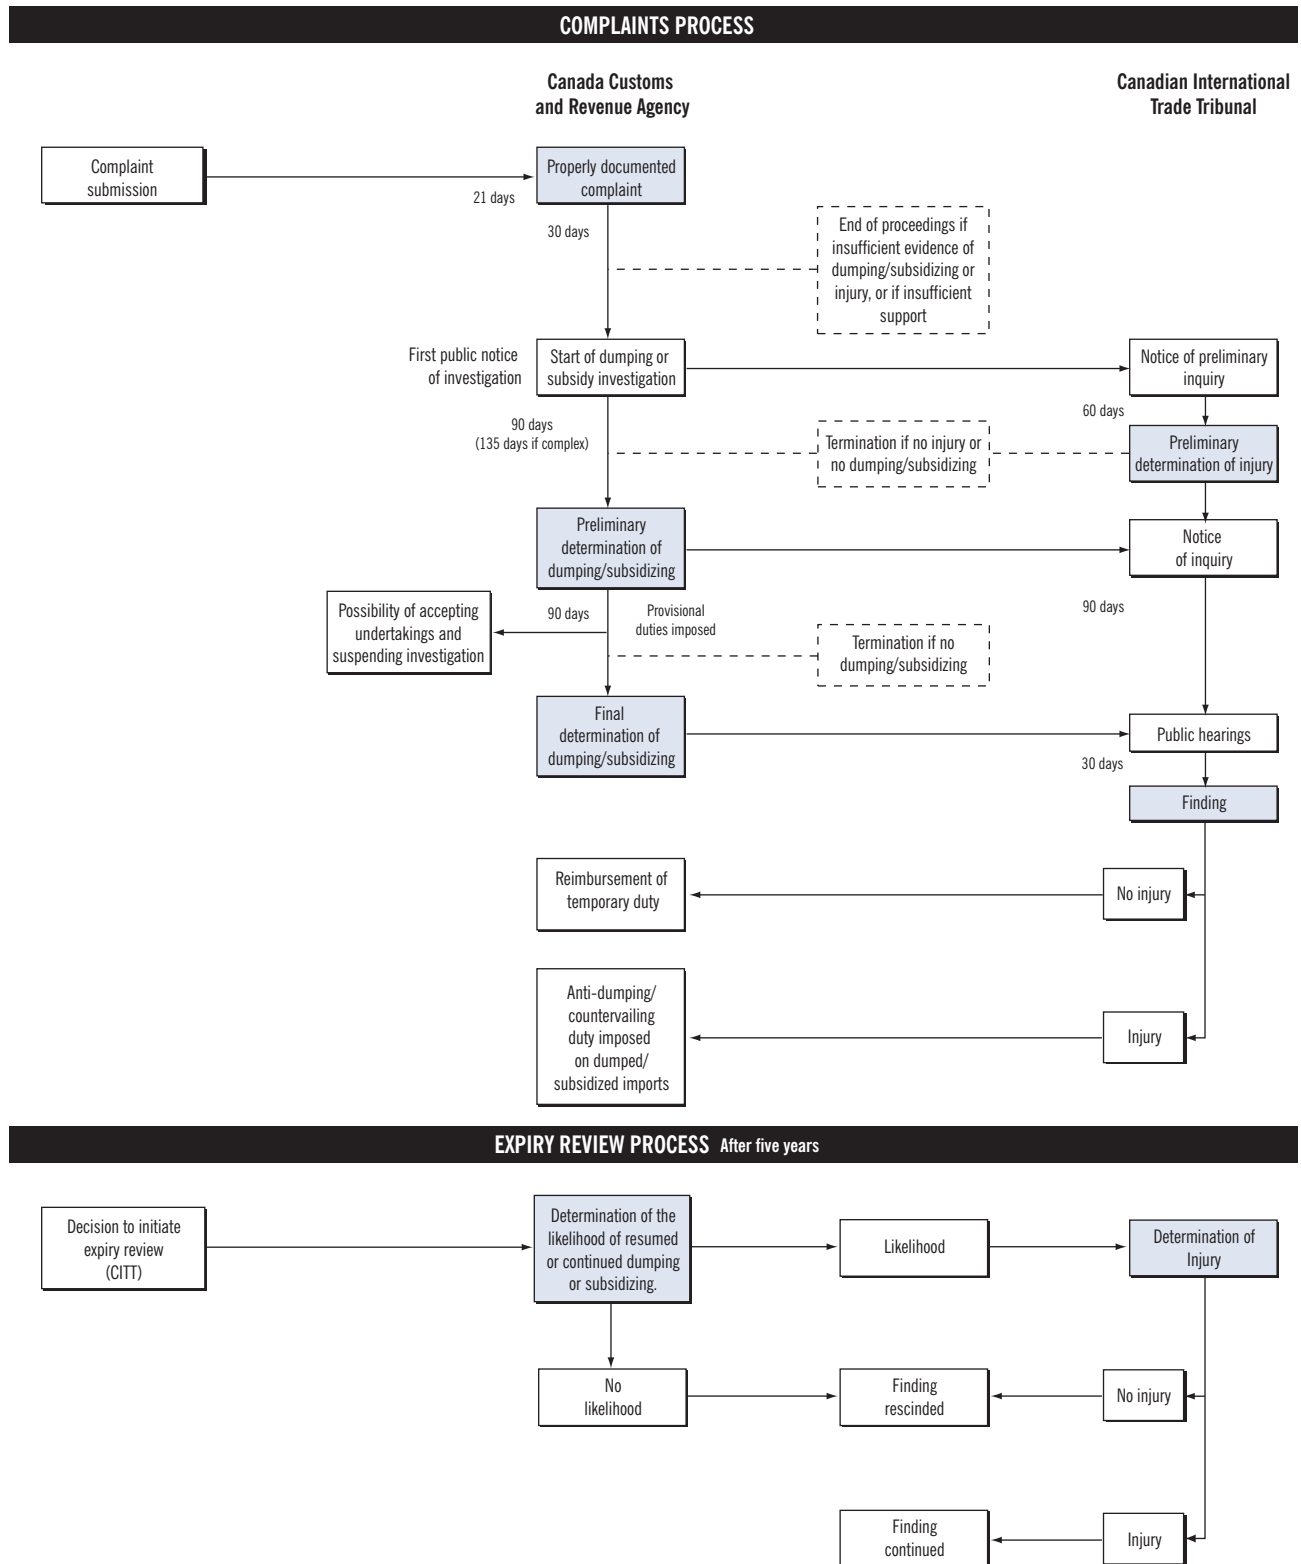 COMPLAINTS PROCESS
Canada Customs
and Revenue Agency
Canadian International
Trade Tribunal
Complaint
submission
21 days
Properly documented
complaint
30 days
End of proceedings if
insufficient evidence of
dumping/subsidizing or
injury, or if insufficient
support
First public notice
of investigation
Start of dumping or
subsidy investigation
Notice of preliminary
inquiry
90 days
(135 days if complex)
60 days
Termination if no injury or
no dumping/subsidizing
Preliminary
determination of injury
Preliminary
determination of
dumping/subsidizing
Notice
of inquiry
Possibility of accepting
undertakings and
suspending investigation
90 days
Provisional
duties imposed
90 days
Termination if no
dumping/subsidizing
Final
determination of
dumping/subsidizing
Public hearings
30 days
Finding
Reimbursement of
temporary duty
No injury
Anti-dumping/
countervailing
duty imposed
on dumped/
subsidized imports
Injury
EXPIRY REVIEW PROCESS After five years
Decision to initiate
expiry review
(CITT)
Determination of the
likelihood of resumed
or continued dumping
or subsidizing.
Likelihood
Determination of
Injury
No
likelihood
Finding
rescinded
No injury
Finding
continued
Injury